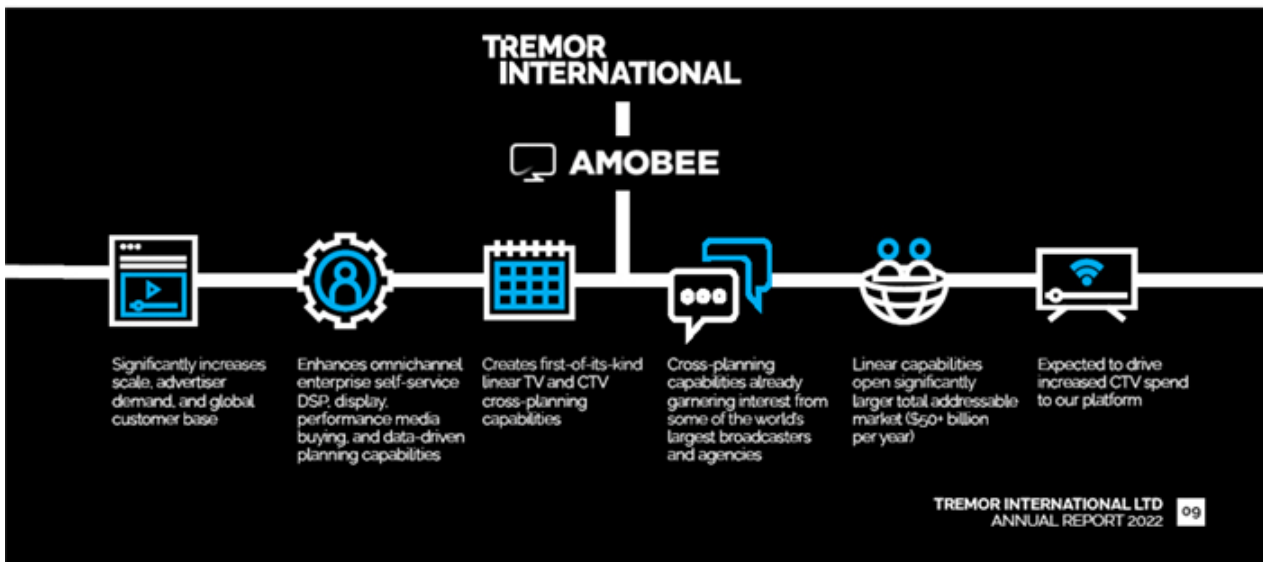 TREMOR
INTERNATIONAL
AMOBEE
Significantly increases
scale, advertiser
demand, and global
customer base
Enhances omnichannel
enterprise self-service
DSP, display,
performance media
buying, and data-driven
planning capabilities
Creates first-of-its-kind
linear TV and CTV
cross-planning
capabilities
Cross-planning
capabilities already
garnering interest from
some of the world's
largest broadcasters
and agencies
Linear capabilities
open significantly
larger total addressable
market ($50+ billion
per year)
Expected to drive
increased CTV spend
to our platform
TREMOR INTERNATIONAL LTD
ANNUAL REPORT 2022
09